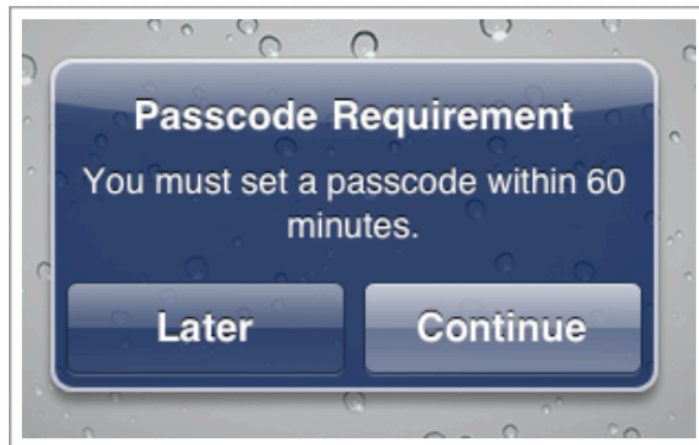 Passcode Requirement
You must set a passcode within 60
minutes.
Later
Continue